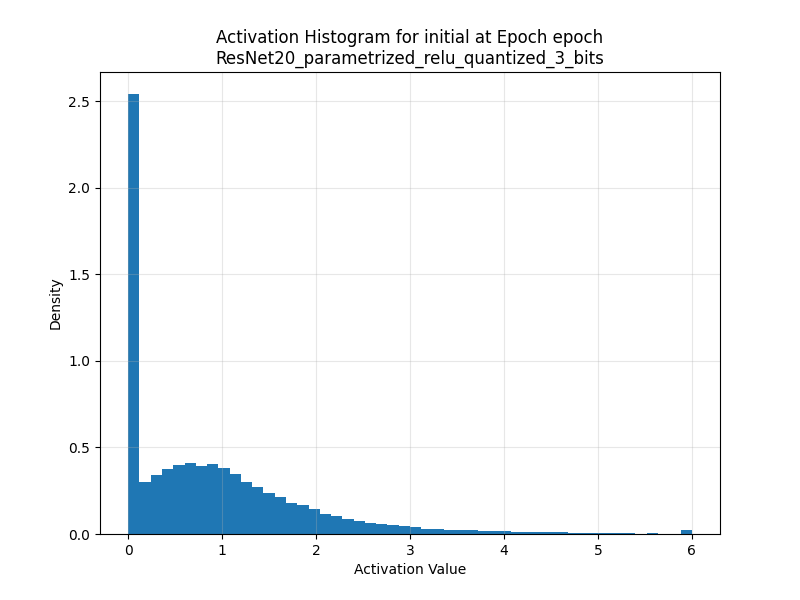 Activation Histogram for initial at Epoch epoch
ResNet20_parametrized_relu_quantized_3_bits
2.5
2.0
1.5
1.0
0.5
0.0
Density
0 1 2 3 4 5 6
Activation Value